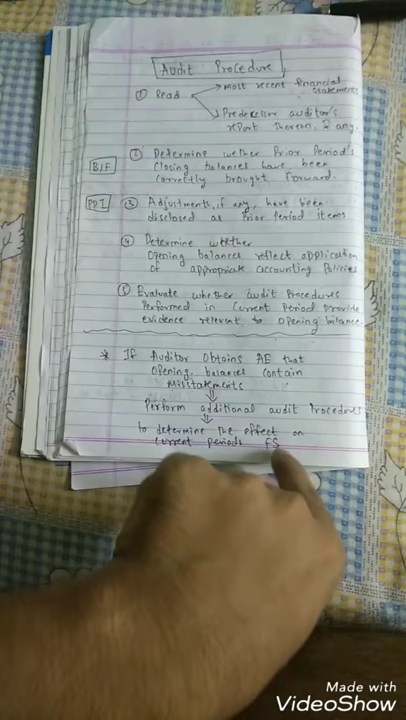 Audit Procedure
① Read → Most recent financial
statements
→ Predecessor auditor's
report thereon, if any.
② Determine wether Prior Period's
B/F closing balances have been
correctly brought forward.
PPI ③ Adjustments, if any, have been
disclosed as Prior Period items
④ Determine whether
Opening balances reflect application
of appropriate accounting Policies
⑤ Evaluate whether audit Procedures
Performed in Current Period Provide
evidence relevent to Opening balance.
* If Auditor Obtains AE that
Opening balances contain
Misstatements
⇓
Perform additional audit Procedures
⇓
to determine the effect on
Current periods FS
Made with
VideoShow